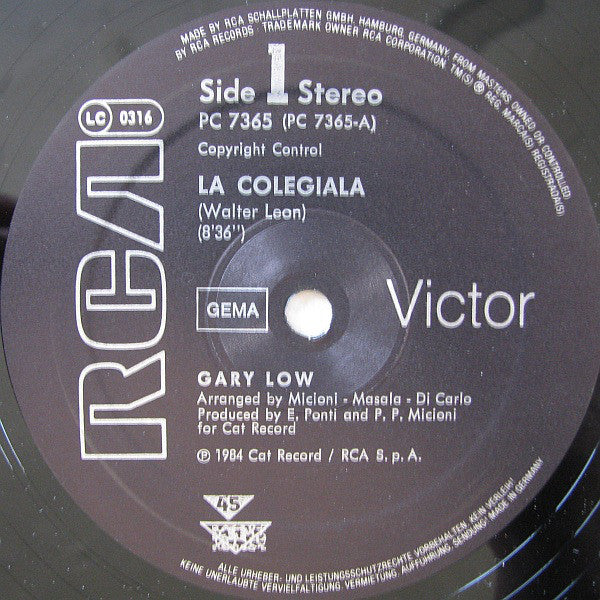 MADE BY RCA SCHALLPLATTEN GMBH, HAMBURG, GERMANY, FROM MASTERS OWNED OR CONTROLLED
BY RCA RECORDS · TRADEMARK OWNER RCA CORPORATION. TM(S) ® REG. MARCA(S) REGISTRADA(S)
Side 1 Stereo
PC 7365 (PC 7365-A)
LC 0316
Copyright Control
LA COLEGIALA
(Walter Leon)
(8'36")
RCA
GEMA
Victor
GARY LOW
Arranged by Micioni - Masala - Di Carlo
Produced by E. Ponti and P. P. Micioni
for Cat Record
℗ 1984 Cat Record / RCA S. p. A.
45
ALLE URHEBER- UND LEISTUNGSSCHUTZRECHTE VORBEHALTEN. KEIN VERLEIH!
KEINE UNERLAUBTE VERVIELFÄLTIGUNG, VERMIETUNG, AUFFÜHRUNG, SENDUNG! MADE IN GERMANY